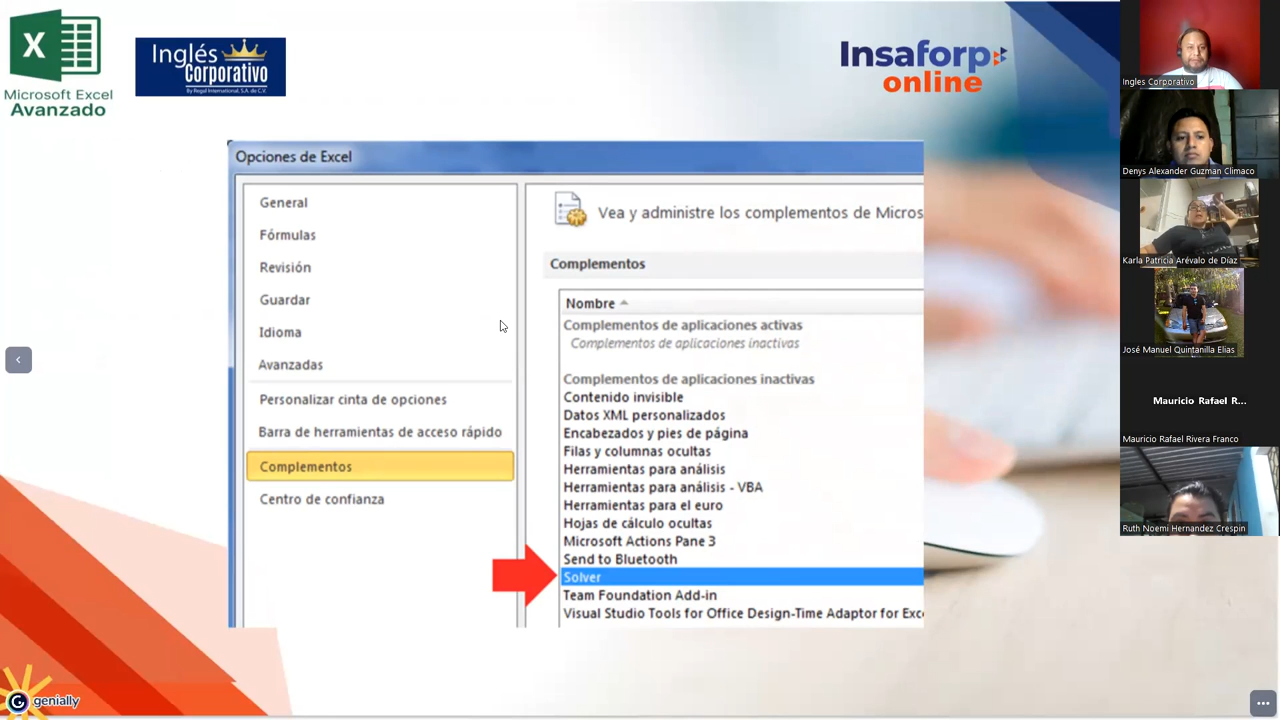 Microsoft Excel
Avanzado
Inglés
Corporativo
By Regal International, S.A. de C.V.
Insaforp
online
Opciones de Excel
General
Fórmulas
Revisión
Guardar
Idioma
Avanzadas
Personalizar cinta de opciones
Barra de herramientas de acceso rápido
Complementos
Centro de confianza
Vea y administre los complementos de Micros
Complementos
Nombre
Complementos de aplicaciones activas
Complementos de aplicaciones inactivas
Complementos de aplicaciones inactivas
Contenido invisible
Datos XML personalizados
Encabezados y pies de página
Filas y columnas ocultas
Herramientas para análisis
Herramientas para análisis - VBA
Herramientas para el euro
Hojas de cálculo ocultas
Microsoft Actions Pane 3
Send to Bluetooth
Solver
Team Foundation Add-in
Visual Studio Tools for Office Design-Time Adaptor for Exce
genially
Ingles Corporativo
Denys Alexander Guzman Climaco
Karla Patricia Arévalo de Díaz
José Manuel Quintanilla Elias
Mauricio Rafael R...
Mauricio Rafael Rivera Franco
Ruth Noemi Hernandez Crespin